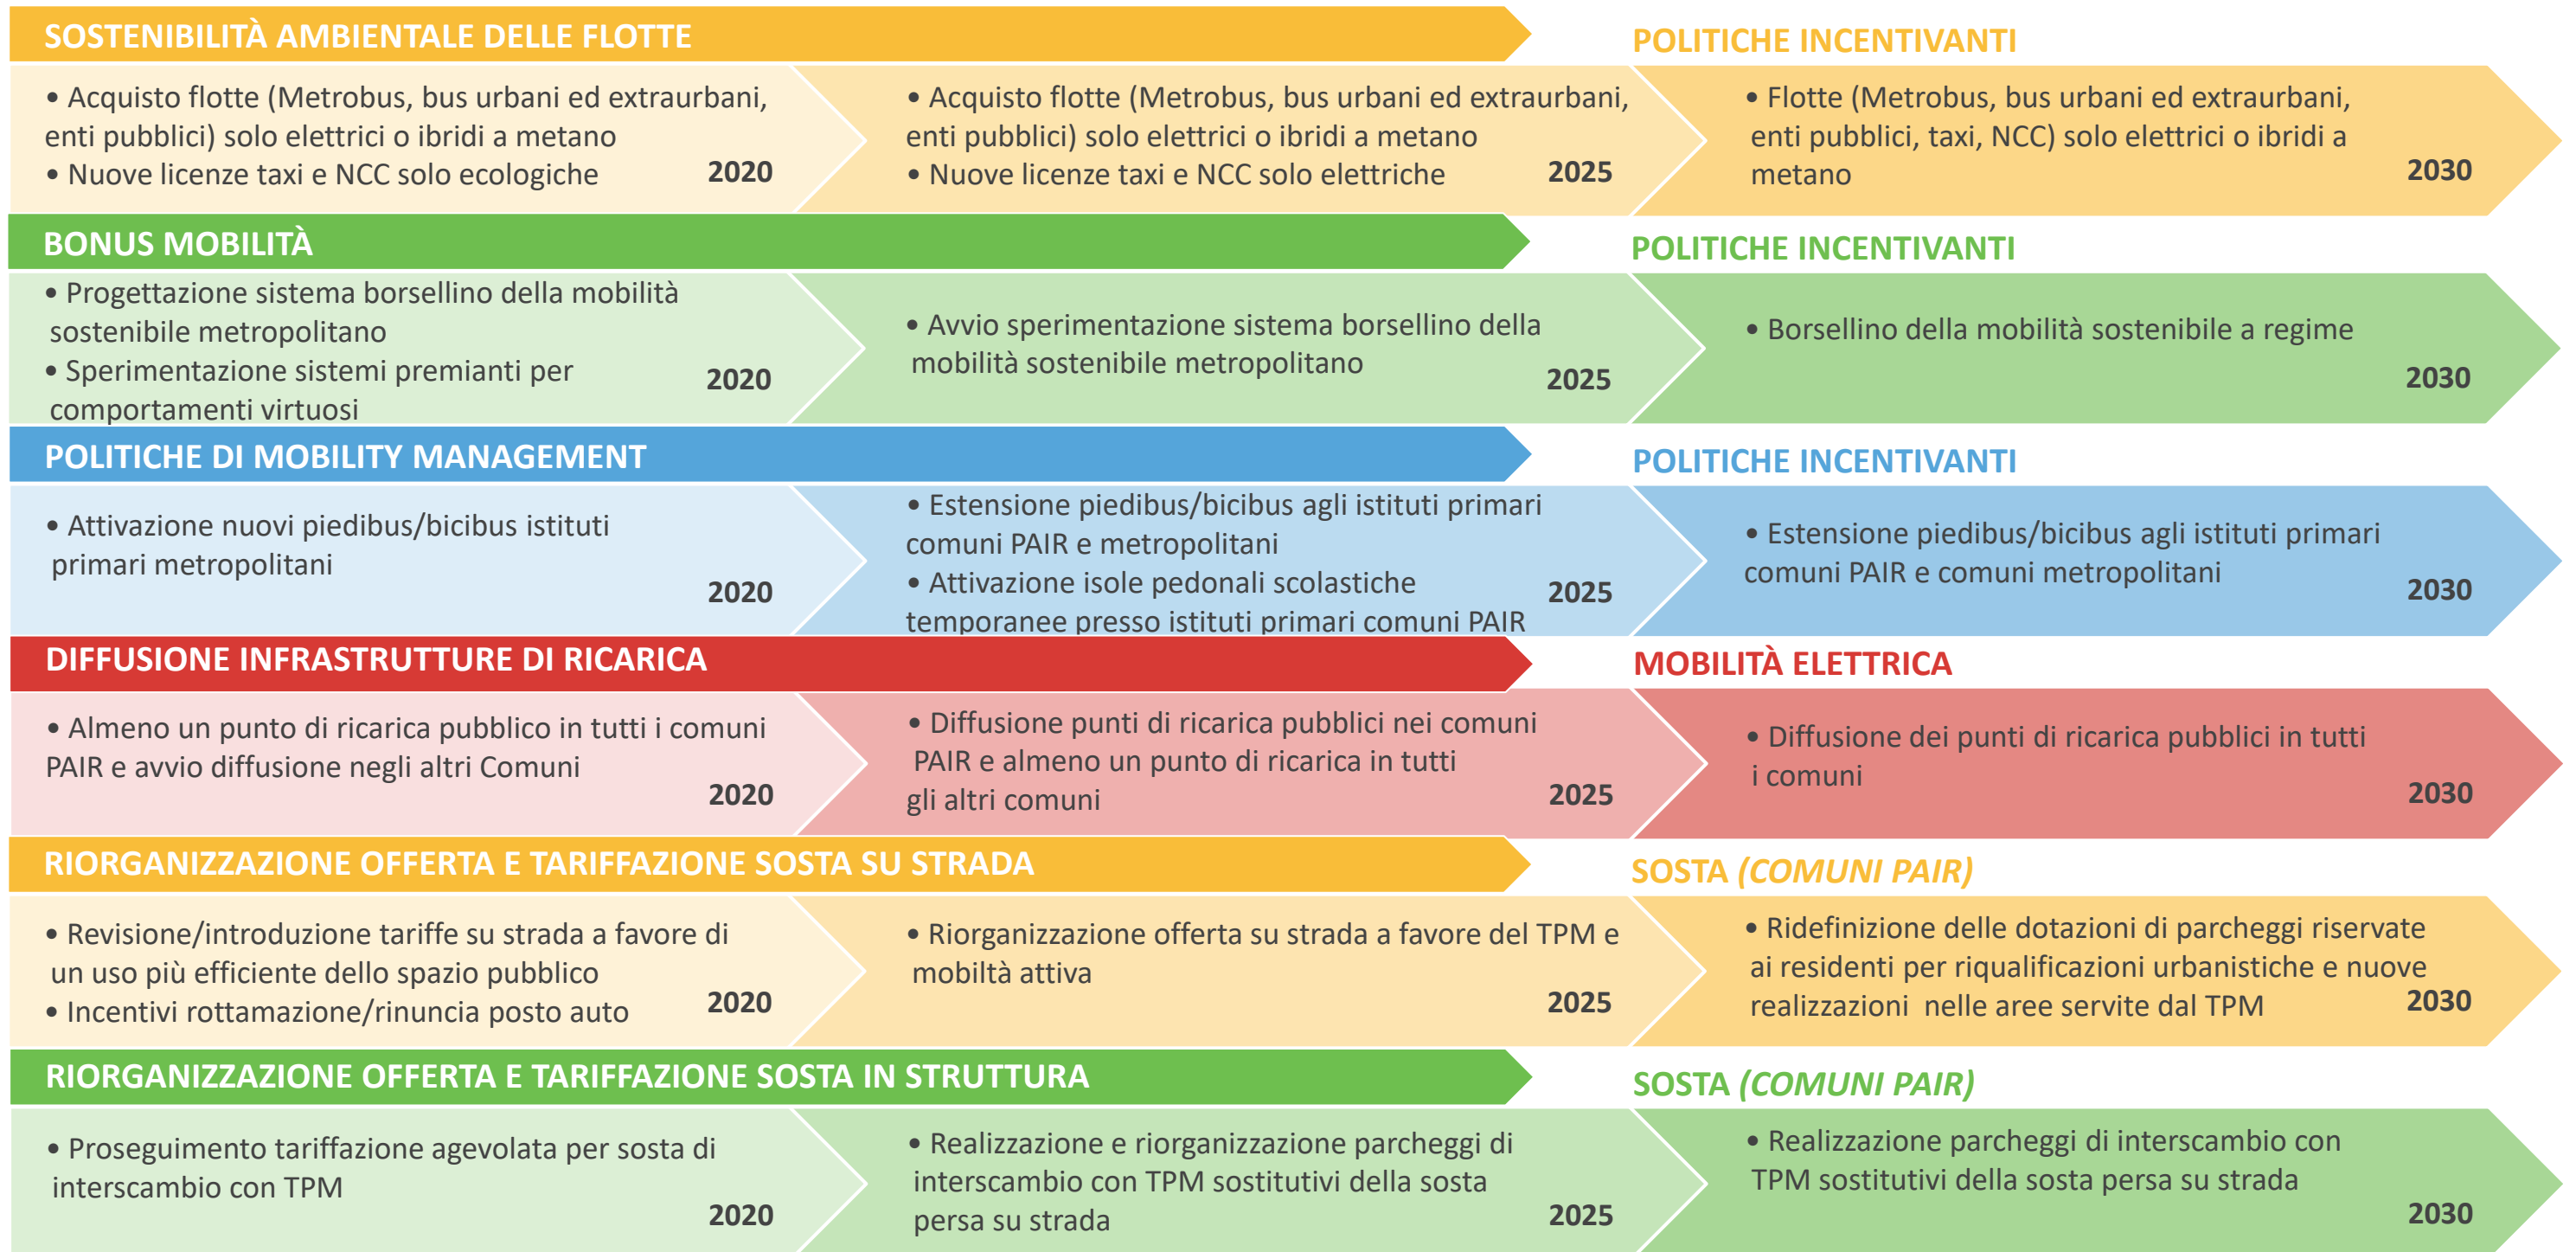 SOSTENIBILITÀ AMBIENTALE DELLE FLOTTE
POLITICHE INCENTIVANTI
• Acquisto flotte (Metrobus, bus urbani ed extraurbani,
enti pubblici) solo elettrici o ibridi a metano
• Nuove licenze taxi e NCC solo ecologiche
2020
• Acquisto flotte (Metrobus, bus urbani ed extraurbani,
enti pubblici) solo elettrici o ibridi a metano
• Nuove licenze taxi e NCC solo elettriche
2025
• Flotte (Metrobus, bus urbani ed extraurbani,
enti pubblici, taxi, NCC) solo elettrici o ibridi a
metano
2030
BONUS MOBILITÀ
POLITICHE INCENTIVANTI
• Progettazione sistema borsellino della mobilità
sostenibile metropolitano
• Sperimentazione sistemi premianti per
comportamenti virtuosi
2020
• Avvio sperimentazione sistema borsellino della
mobilità sostenibile metropolitano
2025
• Borsellino della mobilità sostenibile a regime
2030
POLITICHE DI MOBILITY MANAGEMENT
POLITICHE INCENTIVANTI
• Attivazione nuovi piedibus/bicibus istituti
primari metropolitani
2020
• Estensione piedibus/bicibus agli istituti primari
comuni PAIR e metropolitani
• Attivazione isole pedonali scolastiche
temporanee presso istituti primari comuni PAIR
2025
• Estensione piedibus/bicibus agli istituti primari
comuni PAIR e comuni metropolitani
2030
DIFFUSIONE INFRASTRUTTURE DI RICARICA
MOBILITÀ ELETTRICA
• Almeno un punto di ricarica pubblico in tutti i comuni
PAIR e avvio diffusione negli altri Comuni
2020
• Diffusione punti di ricarica pubblici nei comuni
PAIR e almeno un punto di ricarica in tutti
gli altri comuni
2025
• Diffusione dei punti di ricarica pubblici in tutti
i comuni
2030
RIORGANIZZAZIONE OFFERTA E TARIFFAZIONE SOSTA SU STRADA
SOSTA (COMUNI PAIR)
• Revisione/introduzione tariffe su strada a favore di
un uso più efficiente dello spazio pubblico
• Incentivi rottamazione/rinuncia posto auto
2020
• Riorganizzazione offerta su strada a favore del TPM e
mobiltà attiva
2025
• Ridefinizione delle dotazioni di parcheggi riservate
ai residenti per riqualificazioni urbanistiche e nuove
realizzazioni nelle aree servite dal TPM
2030
RIORGANIZZAZIONE OFFERTA E TARIFFAZIONE SOSTA IN STRUTTURA
SOSTA (COMUNI PAIR)
• Proseguimento tariffazione agevolata per sosta di
interscambio con TPM
2020
• Realizzazione e riorganizzazione parcheggi di
interscambio con TPM sostitutivi della sosta
persa su strada
2025
• Realizzazione parcheggi di interscambio con
TPM sostitutivi della sosta persa su strada
2030